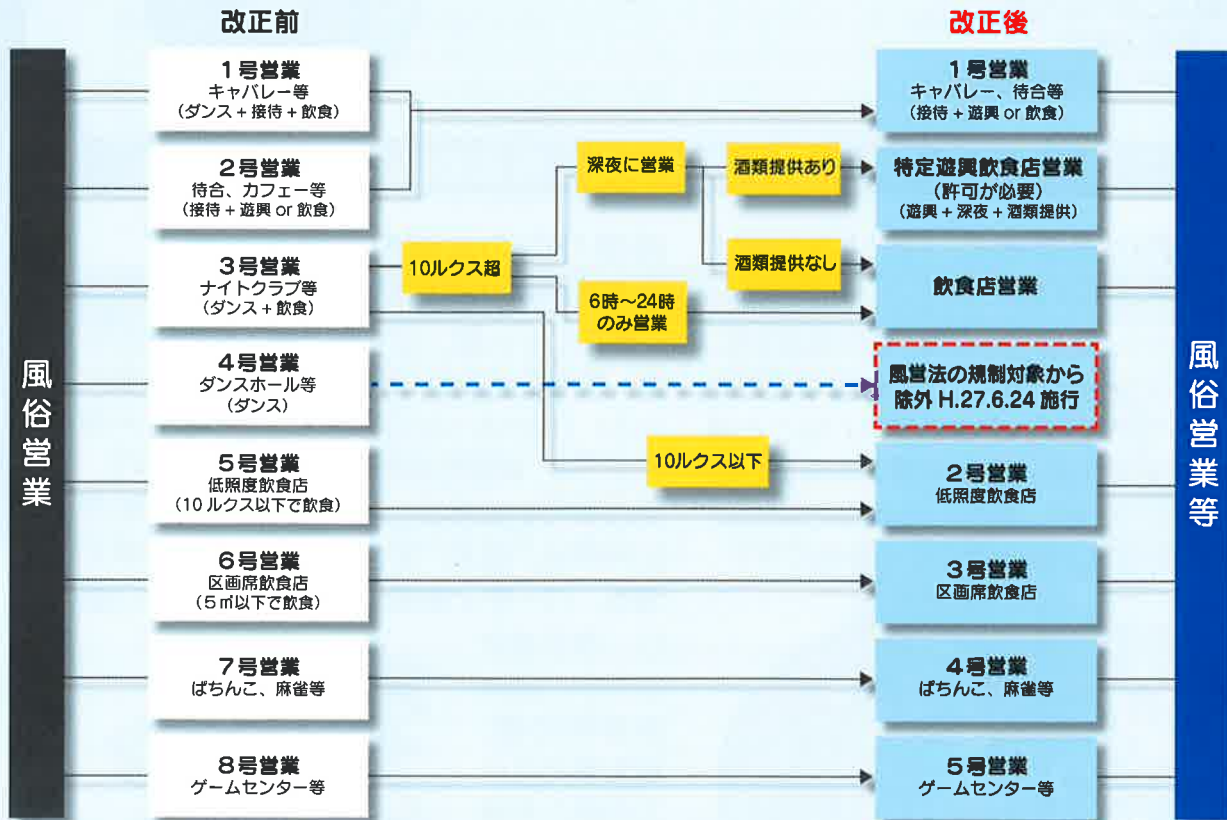 改正前
改正後
風俗営業
1号営業
キャバレー等
(ダンス+接待+飲食)
2号営業
待合、カフェー等
(接待+遊興 or 飲食)
3号営業
ナイトクラブ等
(ダンス+飲食)
4号営業
ダンスホール等
(ダンス)
5号営業
低照度飲食店
(10ルクス以下で飲食)
6号営業
区画席飲食店
(5㎡以下で飲食)
7号営業
ぱちんこ、麻雀等
8号営業
ゲームセンター等
10ルクス超
深夜に営業
6時〜24時
のみ営業
酒類提供あり
酒類提供なし
10ルクス以下
1号営業
キャバレー、待合等
(接待+遊興 or 飲食)
特定遊興飲食店営業
(許可が必要)
(遊興+深夜+酒類提供)
飲食店営業
風営法の規制対象から
除外 H.27.6.24 施行
2号営業
低照度飲食店
3号営業
区画席飲食店
4号営業
ぱちんこ、麻雀等
5号営業
ゲームセンター等
風俗営業等